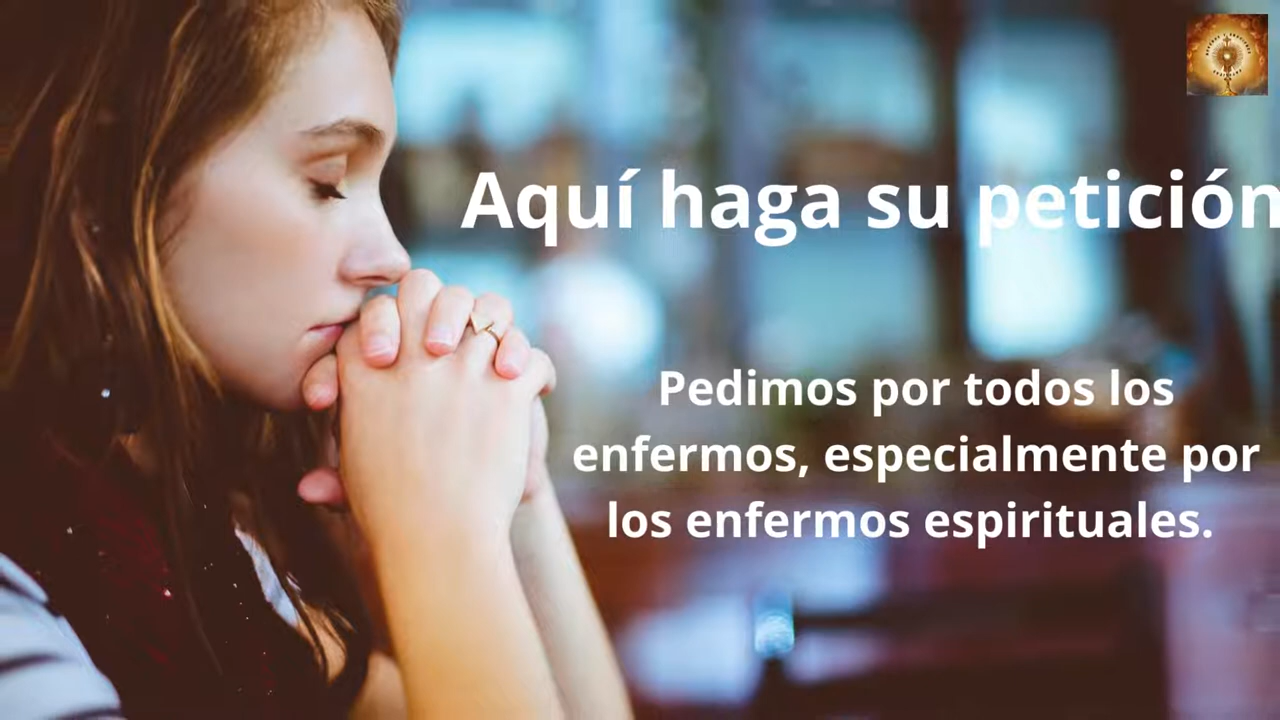 Aquí haga su petición
Pedimos por todos los
enfermos, especialmente por
los enfermos espirituales.